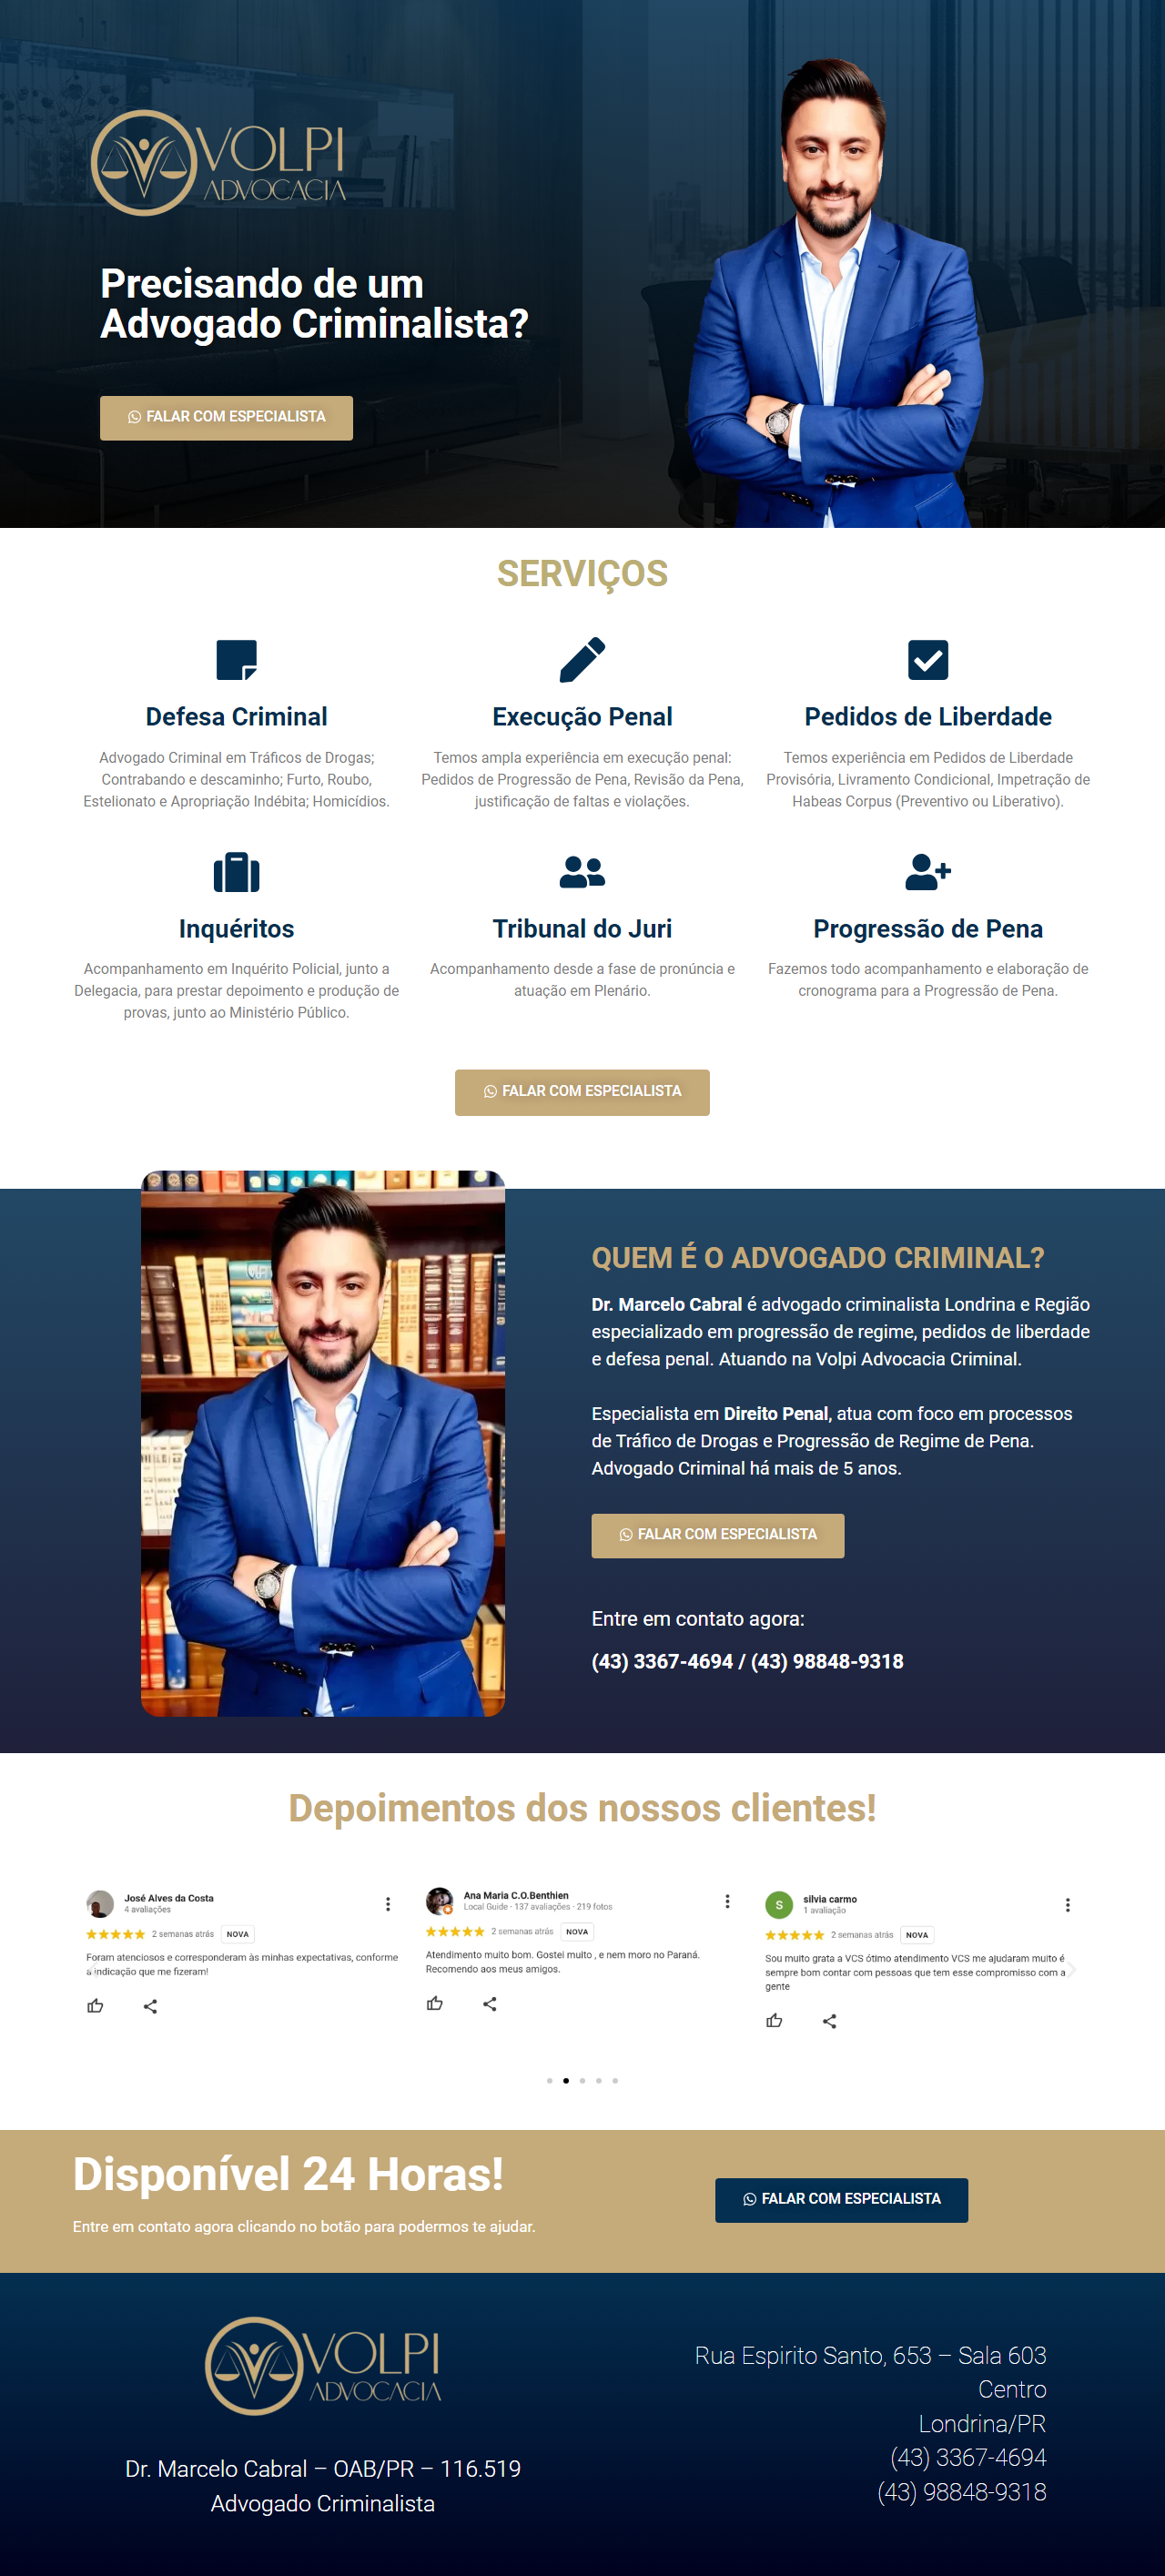 VOLPI
ADVOCACIA
Precisando de um
Advogado Criminalista?
FALAR COM ESPECIALISTA
SERVIÇOS
Defesa Criminal
Advogado Criminal em Tráficos de Drogas;
Contrabando e descaminho; Furto, Roubo,
Estelionato e Apropriação Indébita; Homicídios.
Execução Penal
Temos ampla experiência em execução penal:
Pedidos de Progressão de Pena, Revisão da Pena,
justificação de faltas e violações.
Pedidos de Liberdade
Temos experiência em Pedidos de Liberdade
Provisória, Livramento Condicional, Impetração de
Habeas Corpus (Preventivo ou Liberativo).
Inquéritos
Acompanhamento em Inquérito Policial, junto a
Delegacia, para prestar depoimento e produção de
provas, junto ao Ministério Público.
Tribunal do Juri
Acompanhamento desde a fase de pronúncia e
atuação em Plenário.
Progressão de Pena
Fazemos todo acompanhamento e elaboração de
cronograma para a Progressão de Pena.
FALAR COM ESPECIALISTA
QUEM É O ADVOGADO CRIMINAL?
Dr. Marcelo Cabral é advogado criminalista Londrina e Região
especializado em progressão de regime, pedidos de liberdade
e defesa penal. Atuando na Volpi Advocacia Criminal.
Especialista em Direito Penal, atua com foco em processos
de Tráfico de Drogas e Progressão de Regime de Pena.
Advogado Criminal há mais de 5 anos.
FALAR COM ESPECIALISTA
Entre em contato agora:
(43) 3367-4694 / (43) 98848-9318
Depoimentos dos nossos clientes!
José Alves da Costa
4 avaliações
2 semanas atrás NOVA
Foram atenciosos e corresponderam às minhas expectativas, conforme
a indicação que me fizeram!
Ana Maria C.O.Benthien
Local Guide · 137 avaliações · 219 fotos
2 semanas atrás NOVA
Atendimento muito bom. Gostei muito , e nem moro no Paraná.
Recomendo aos meus amigos.
S
silvia carmo
1 avaliação
2 semanas atrás NOVA
Sou muito grata a VCS ótimo atendimento VCS me ajudaram muito é
sempre bom contar com pessoas que tem esse compromisso com a
gente
Disponível 24 Horas!
Entre em contato agora clicando no botão para podermos te ajudar.
FALAR COM ESPECIALISTA
VOLPI
ADVOCACIA
Dr. Marcelo Cabral – OAB/PR – 116.519
Advogado Criminalista
Rua Espirito Santo, 653 – Sala 603
Centro
Londrina/PR
(43) 3367-4694
(43) 98848-9318